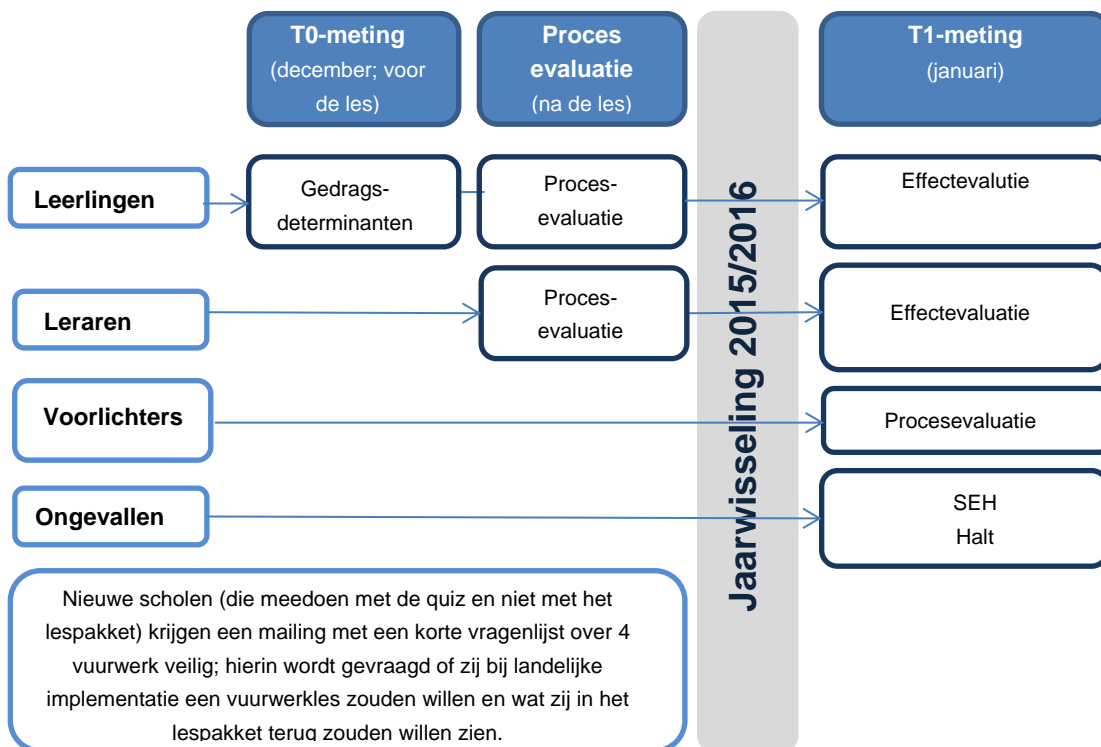 T0-meting
(december; voor
de les)
Proces
evaluatie
(na de les)
T1-meting
(januari)
Leerlingen
Gedrags-
determinanten
Proces-
evaluatie
Effectevalutie
Leraren
Proces-
evaluatie
Effectevaluatie
Voorlichters
Procesevaluatie
Ongevallen
SEH
Halt
Jaarwisseling 2015/2016
Nieuwe scholen (die meedoen met de quiz en niet met het
lespakket) krijgen een mailing met een korte vragenlijst over 4
vuurwerk veilig; hierin wordt gevraagd of zij bij landelijke
implementatie een vuurwerkles zouden willen en wat zij in het
lespakket terug zouden willen zien.